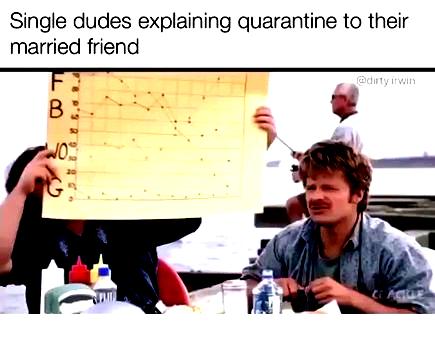 Single dudes explaining quarantine to their
married friend
@dirty irwin
F
B
G